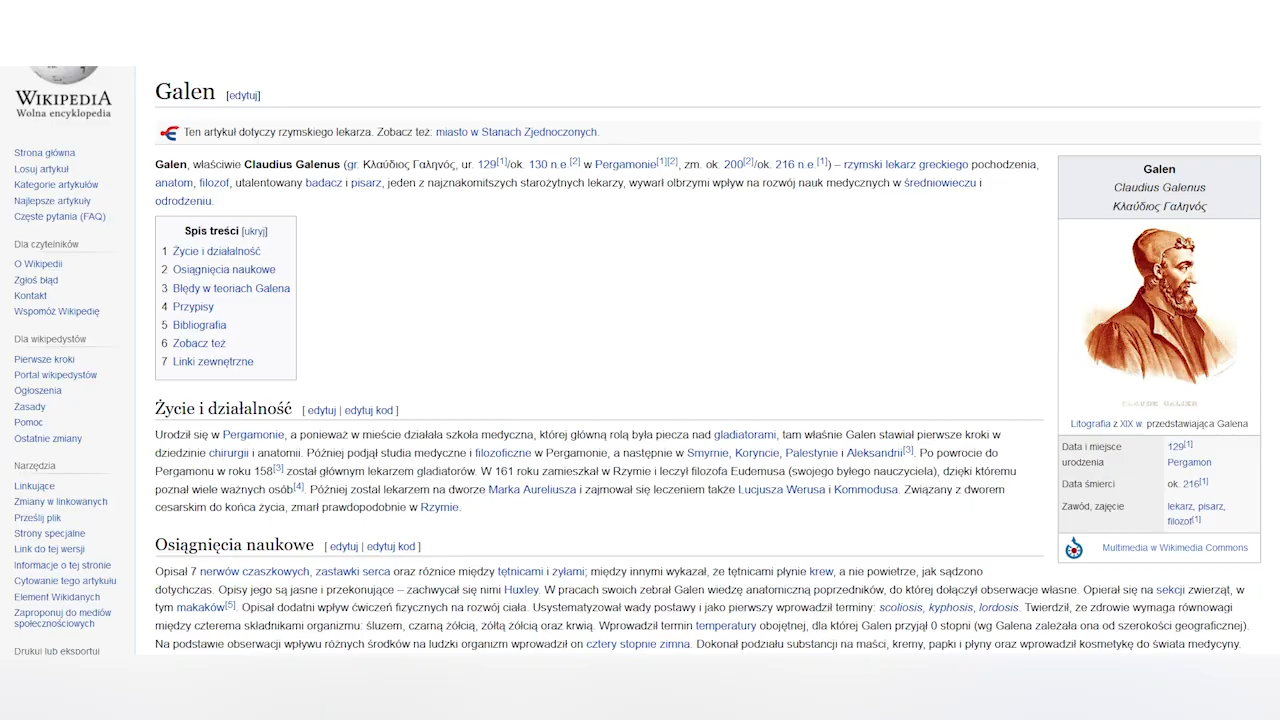 WIKIPEDIA
Wolna encyklopedia
Strona główna
Losuj artykuł
Kategorie artykułów
Najlepsze artykuły
Częste pytania (FAQ)
Dla czytelników
O Wikipedii
Zgłoś błąd
Kontakt
Wspomóż Wikipedię
Dla wikipedystów
Pierwsze kroki
Portal wikipedystów
Ogłoszenia
Zasady
Pomoc
Ostatnie zmiany
Narzędzia
Linkujące
Zmiany w linkowanych
Prześlij plik
Strony specjalne
Link do tej wersji
Informacje o tej stronie
Cytowanie tego artykułu
Element Wikidanych
Zaproponuj do mediów
społecznościowych
Drukuj lub eksportuj
Galen [edytuj]
Ten artykuł dotyczy rzymskiego lekarza. Zobacz też: miasto w Stanach Zjednoczonych.
Galen, właściwie Claudius Galenus (gr. Κλαύδιος Γαληνός, ur. 129[1]/ok. 130 n.e.[2] w Pergamonie[1][2], zm. ok. 200[2]/ok. 216 n.e.[1]) – rzymski lekarz greckiego pochodzenia,
anatom, filozof, utalentowany badacz i pisarz, jeden z najznakomitszych starożytnych lekarzy, wywarł olbrzymi wpływ na rozwój nauk medycznych w średniowieczu i
odrodzeniu.
Spis treści [ukryj]
1 Życie i działalność
2 Osiągnięcia naukowe
3 Błędy w teoriach Galena
4 Przypisy
5 Bibliografia
6 Zobacz też
7 Linki zewnętrzne
Życie i działalność [ edytuj | edytuj kod ]
Urodził się w Pergamonie, a ponieważ w mieście działała szkoła medyczna, której główną rolą była piecza nad gladiatorami, tam właśnie Galen stawiał pierwsze kroki w
dziedzinie chirurgii i anatomii. Później podjął studia medyczne i filozoficzne w Pergamonie, a następnie w Smyrnie, Koryncie, Palestynie i Aleksandrii[3]. Po powrocie do
Pergamonu w roku 158[3] został głównym lekarzem gladiatorów. W 161 roku zamieszkał w Rzymie i leczył filozofa Eudemusa (swojego byłego nauczyciela), dzięki któremu
poznał wiele ważnych osób[4]. Później został lekarzem na dworze Marka Aureliusza i zajmował się leczeniem także Lucjusza Werusa i Kommodusa. Związany z dworem
cesarskim do końca życia, zmarł prawdopodobnie w Rzymie.
Osiągnięcia naukowe [ edytuj | edytuj kod ]
Opisał 7 nerwów czaszkowych, zastawki serca oraz różnice między tętnicami i żyłami; między innymi wykazał, że tętnicami płynie krew, a nie powietrze, jak sądzono
dotychczas. Opisy jego są jasne i przekonujące – zachwycał się nimi Huxley. W pracach swoich zebrał Galen wiedzę anatomiczną poprzedników, do której dołączył obserwacje własne. Opierał się na sekcji zwierząt, w
tym makaków[5]. Opisał dodatni wpływ ćwiczeń fizycznych na rozwój ciała. Usystematyzował wady postawy i jako pierwszy wprowadził terminy: scoliosis, kyphosis, lordosis. Twierdził, że zdrowie wymaga równowagi
między czterema składnikami organizmu: śluzem, czarną żółcią, żółtą żółcią oraz krwią. Wprowadził termin temperatury obojętnej, dla której Galen przyjął 0 stopni (wg Galena zależała ona od szerokości geograficznej).
Na podstawie obserwacji wpływu różnych środków na ludzki organizm wprowadził on cztery stopnie zimna. Dokonał podziału substancji na maści, kremy, papki i płyny oraz wprowadził kosmetykę do świata medycyny.
Galen
Claudius Galenus
Κλαύδιος Γαληνός
Litografia z XIX w. przedstawiająca Galena
Data i miejsce urodzenia 129[1]
Pergamon
Data śmierci ok. 216[1]
Zawód, zajęcie lekarz, pisarz,
filozof[1]
Multimedia w Wikimedia Commons